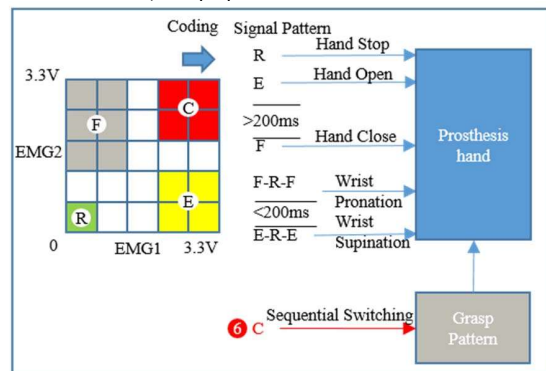 Coding
Signal Pattern
3.3V
EMG2
F
C
R
E
0
EMG1
3.3V
R
Hand Stop
E
Hand Open
>200ms
F
Hand Close
F-R-F
Wrist
Pronation
<200ms
E-R-E
Wrist
Supination
Prosthesis
hand
6 C
Sequential Switching
Grasp
Pattern